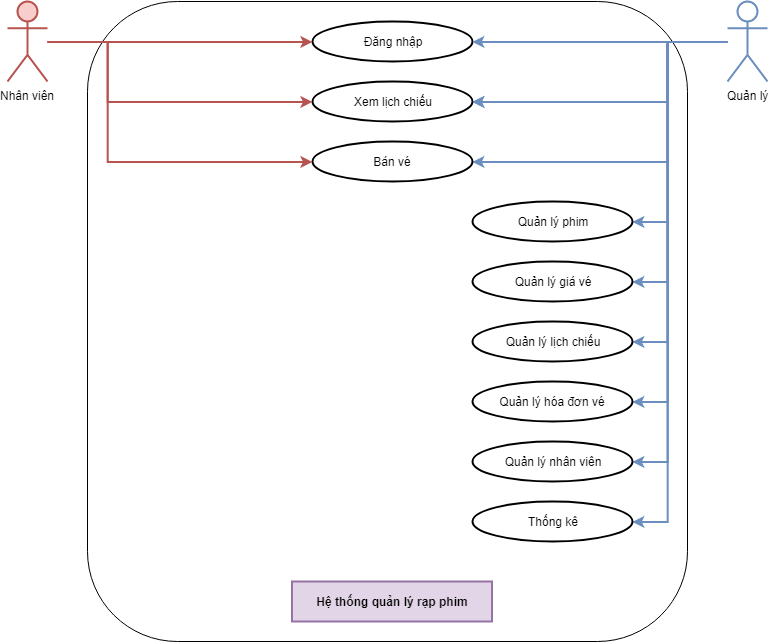 Đăng nhập
Nhân viên
Quản lý
Xem lịch chiếu
Bán vé
Quản lý phim
Quản lý giá vé
Quản lý lịch chiếu
Quản lý hóa đơn vé
Quản lý nhân viên
Thống kê
Hệ thống quản lý rạp phim